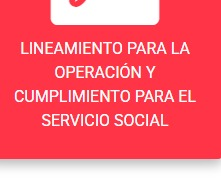 LINEAMIENTO PARA LA
OPERACIÓN Y
CUMPLIMIENTO PARA EL
SERVICIO SOCIAL